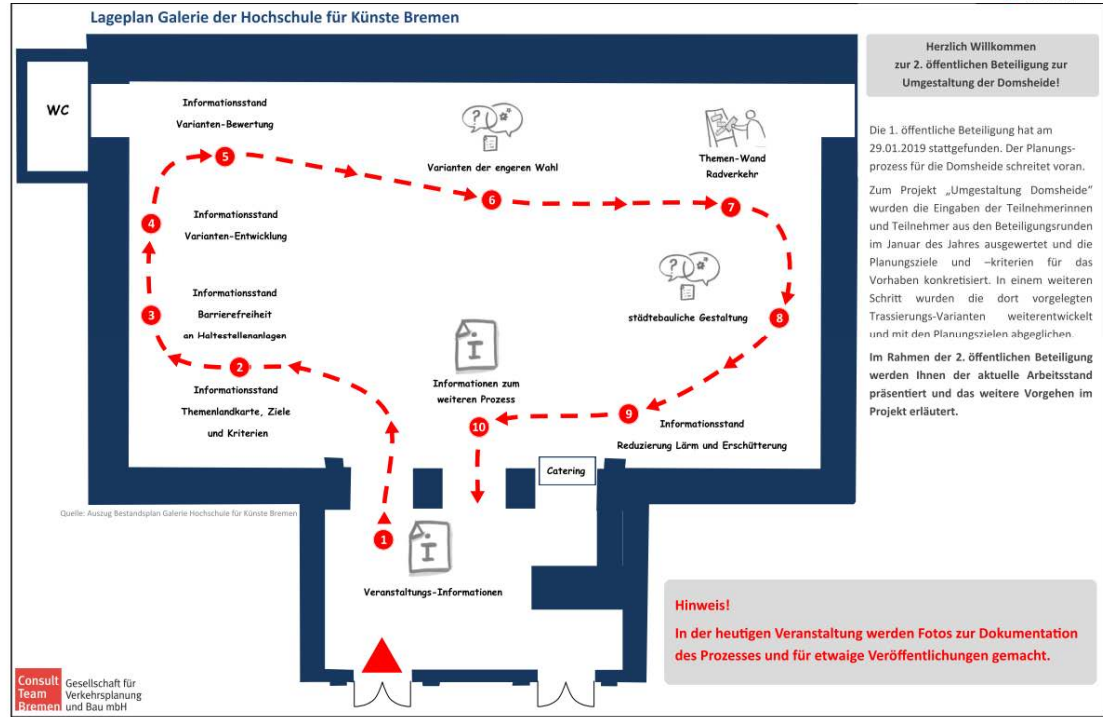 Lageplan Galerie der Hochschule für Künste Bremen
Herzlich Willkommen
zur 2. öffentlichen Beteiligung zur
Umgestaltung der Domsheide!
Die 1. öffentliche Beteiligung hat am
29.01.2019 stattgefunden. Der Planungs-
prozess für die Domsheide schreitet voran.
Zum Projekt „Umgestaltung Domsheide“
wurden die Eingaben der Teilnehmerinnen
und Teilnehmer aus den Beteiligungsrunden
im Januar des Jahres ausgewertet und die
Planungsziele und –kriterien für das
Vorhaben konkretisiert. In einem weiteren
Schritt wurden die dort vorgelegten
Trassierungs-Varianten weiterentwickelt
und mit den Planungszielen abgeglichen.
Im Rahmen der 2. öffentlichen Beteiligung
werden Ihnen der aktuelle Arbeitsstand
präsentiert und das weitere Vorgehen im
Projekt erläutert.
WC
Informationsstand
Varianten-Bewertung
5
?
Varianten der engeren Wahl
6
Themen-Wand
Radverkehr
7
4
Informationsstand
Varianten-Entwicklung
?
städtebauliche Gestaltung
8
Informationsstand
Barrierefreiheit
an Haltestellenanlagen
3
2
Informationsstand
Themenlandkarte, Ziele
und Kriterien
I
Informationen zum
weiteren Prozess
10
9
Informationsstand
Reduzierung Lärm und Erschütterung
Catering
Quelle: Auszug Bestandsplan Galerie Hochschule für Künste Bremen
1
I
Veranstaltungs-Informationen
Hinweis!
In der heutigen Veranstaltung werden Fotos zur Dokumentation
des Prozesses und für etwaige Veröffentlichungen gemacht.
Consult
Team
Bremen
Gesellschaft für
Verkehrsplanung
und Bau mbH